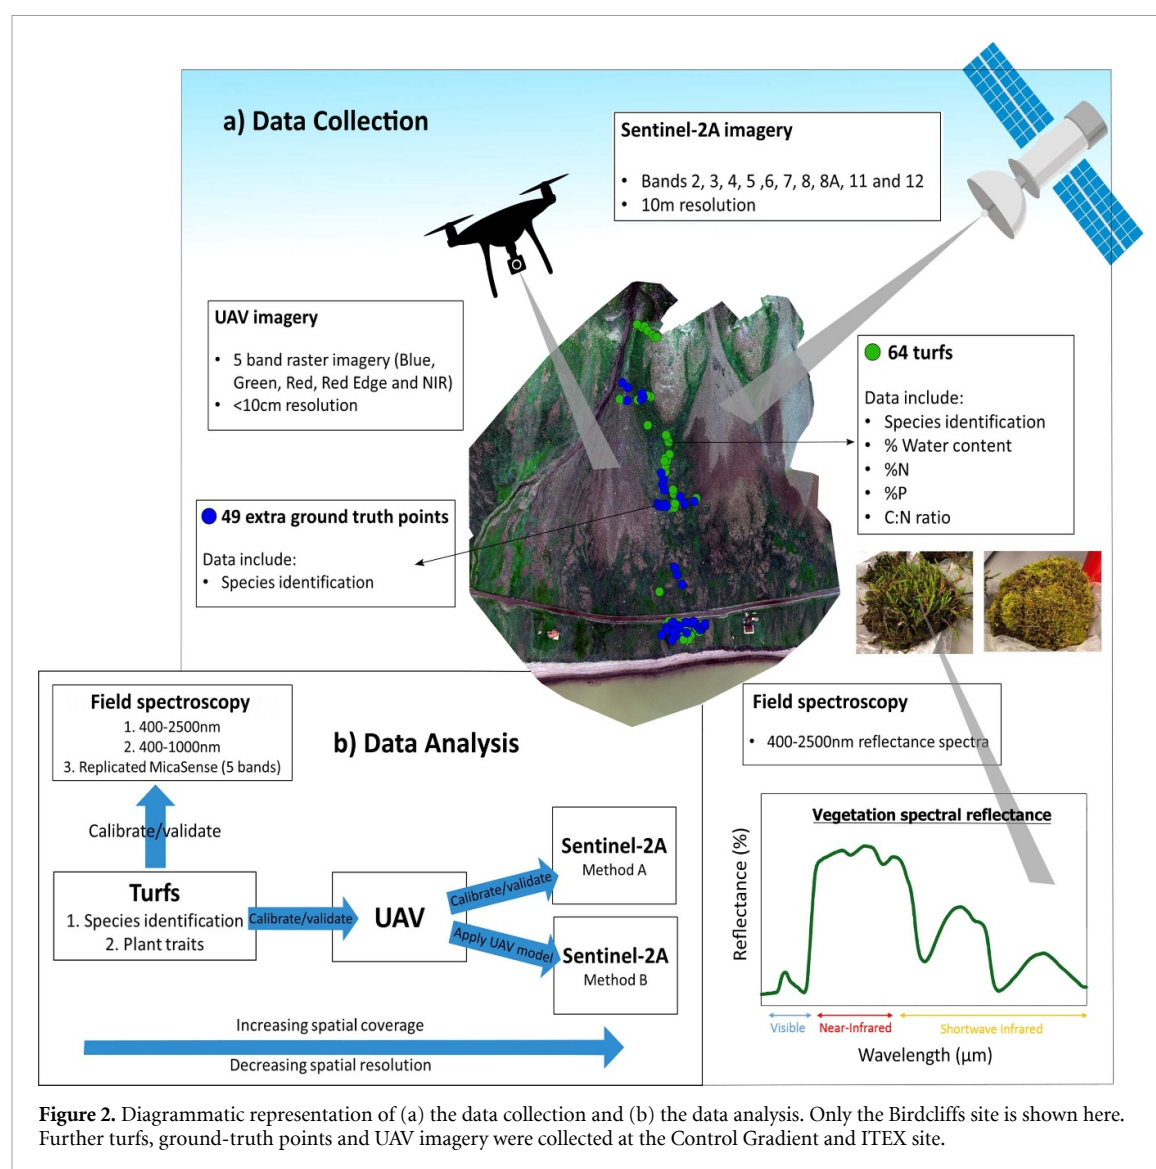 a) Data Collection
Sentinel-2A imagery
• Bands 2, 3, 4, 5 ,6, 7, 8, 8A, 11 and 12
• 10m resolution
UAV imagery
• 5 band raster imagery (Blue,
Green, Red, Red Edge and NIR)
• <10cm resolution
64 turfs
Data include:
• Species identification
• % Water content
• %N
• %P
• C:N ratio
49 extra ground truth points
Data include:
• Species identification
Field spectroscopy
• 400-2500nm reflectance spectra
Vegetation spectral reflectance
Reflectance (%)
Visible
Near-Infrared
Shortwave Infrared
Wavelength (μm)
b) Data Analysis
Field spectroscopy
1. 400-2500nm
2. 400-1000nm
3. Replicated MicaSense (5 bands)
Calibrate/validate
Turfs
1. Species identification
2. Plant traits
Calibrate/validate
UAV
Calibrate/validate
Apply UAV model
Sentinel-2A
Method A
Sentinel-2A
Method B
Increasing spatial coverage
Decreasing spatial resolution
Figure 2. Diagrammatic representation of (a) the data collection and (b) the data analysis. Only the Birdcliffs site is shown here.
Further turfs, ground-truth points and UAV imagery were collected at the Control Gradient and ITEX site.